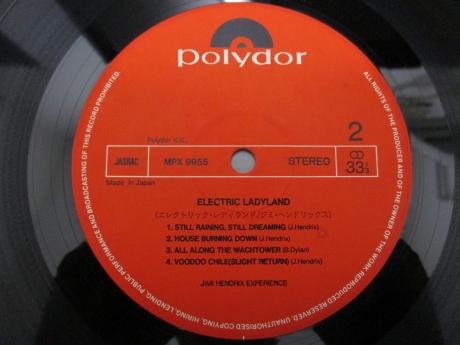 polydor
Polydor K.K.,
2
JASRAC MPX 9955 STEREO 33⅓
Made in Japan
ELECTRIC LADYLAND
(エレクトリック・レディランド/ジミ・ヘンドリックス)
1. STILL RAINING, STILL DREAMING (J.Hendrix)
2. HOUSE BURNING DOWN (J.Hendrix)
3. ALL ALONG THE WACHTOWER (B.Dylan)
4. VOODOO CHILE(SLIGHT RETURN) (J.Hendrix)
JIMI HENDRIX EXPERIENCE
ALL RIGHTS OF THE PRODUCER AND OF THE OWNER OF THE WORK REPRODUCED RESERVED. UNAUTHORISED COPYING, HIRING, LENDING, PUBLIC PERFORMANCE AND BROADCASTING OF THIS RECORD PROHIBITED.